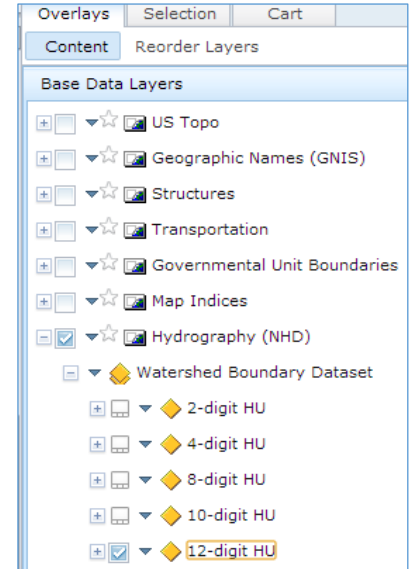 Overlays Selection Cart
Content Reorder Layers
Base Data Layers
US Topo
Geographic Names (GNIS)
Structures
Transportation
Governmental Unit Boundaries
Map Indices
Hydrography (NHD)
Watershed Boundary Dataset
2-digit HU
4-digit HU
8-digit HU
10-digit HU
12-digit HU